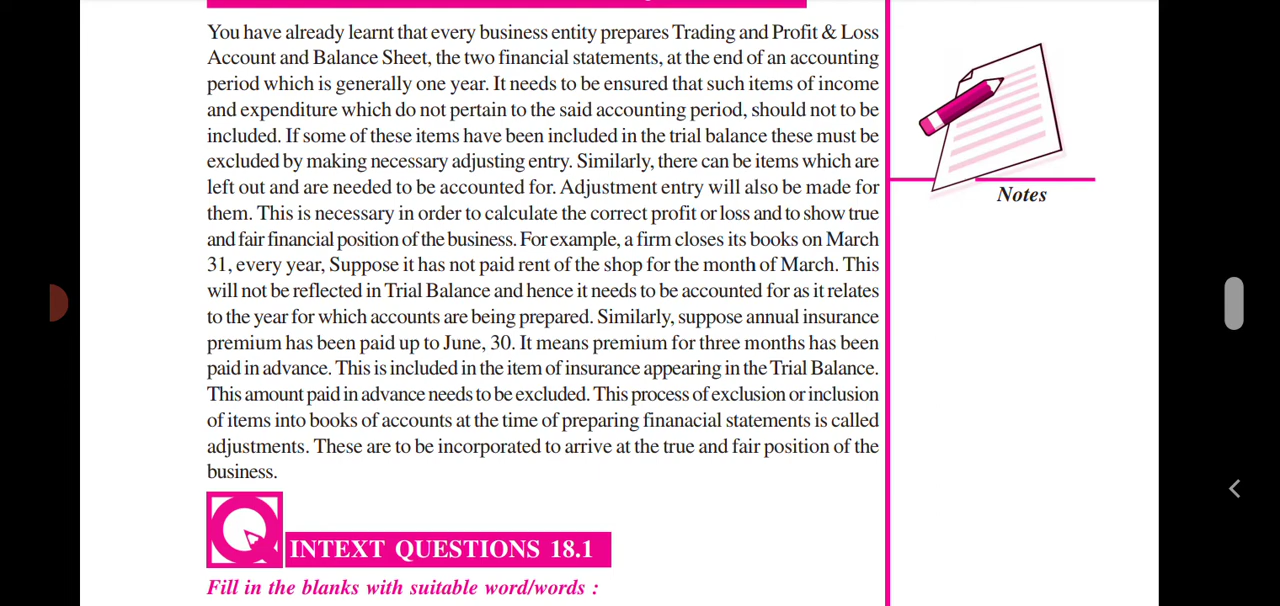 You have already learnt that every business entity prepares Trading and Profit & Loss
Account and Balance Sheet, the two financial statements, at the end of an accounting
period which is generally one year. It needs to be ensured that such items of income
and expenditure which do not pertain to the said accounting period, should not to be
included. If some of these items have been included in the trial balance these must be
excluded by making necessary adjusting entry. Similarly, there can be items which are
left out and are needed to be accounted for. Adjustment entry will also be made for
them. This is necessary in order to calculate the correct profit or loss and to show true
and fair financial position of the business. For example, a firm closes its books on March
31, every year, Suppose it has not paid rent of the shop for the month of March. This
will not be reflected in Trial Balance and hence it needs to be accounted for as it relates
to the year for which accounts are being prepared. Similarly, suppose annual insurance
premium has been paid up to June, 30. It means premium for three months has been
paid in advance. This is included in the item of insurance appearing in the Trial Balance.
This amount paid in advance needs to be excluded. This process of exclusion or inclusion
of items into books of accounts at the time of preparing finanacial statements is called
adjustments. These are to be incorporated to arrive at the true and fair position of the
business.
Notes
INTEXT QUESTIONS 18.1
Fill in the blanks with suitable word/words :